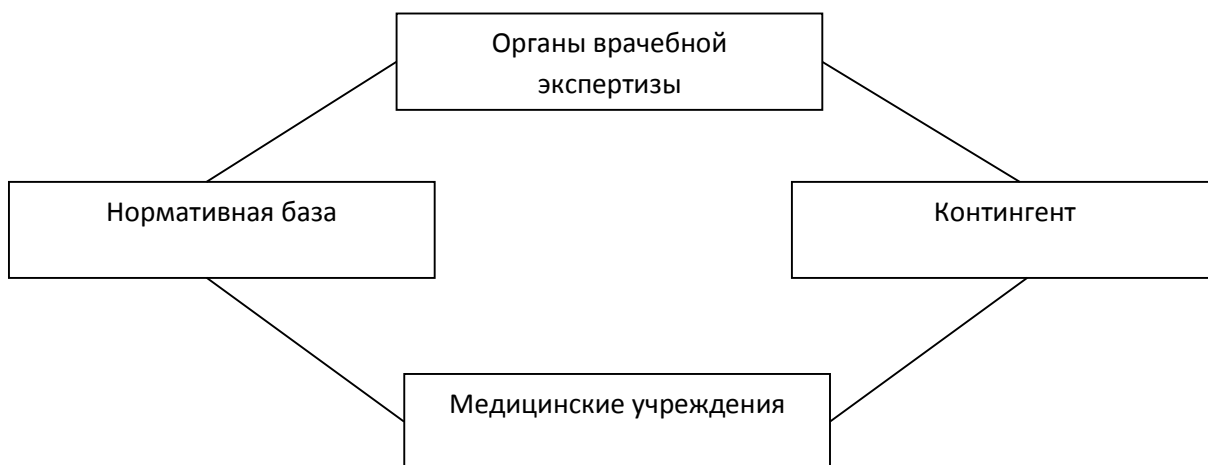 Органы врачебной
экспертизы
Нормативная база
Контингент
Медицинские учреждения